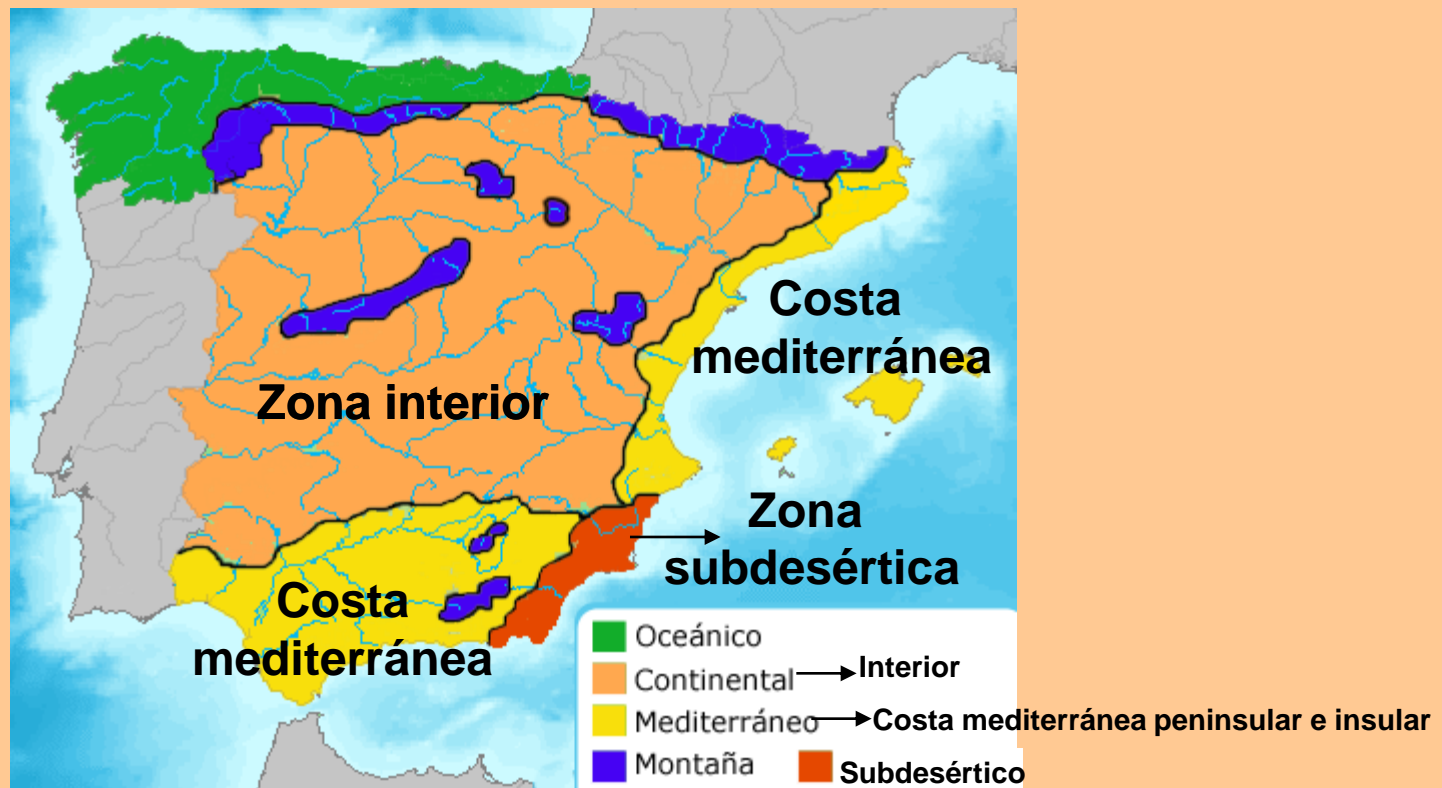 Costa
mediterránea
Zona interior
Zona
subdesértica
Costa
mediterránea
Oceánico
Continental Interior
Mediterráneo Costa mediterránea peninsular e insular
Montaña Subdesértico